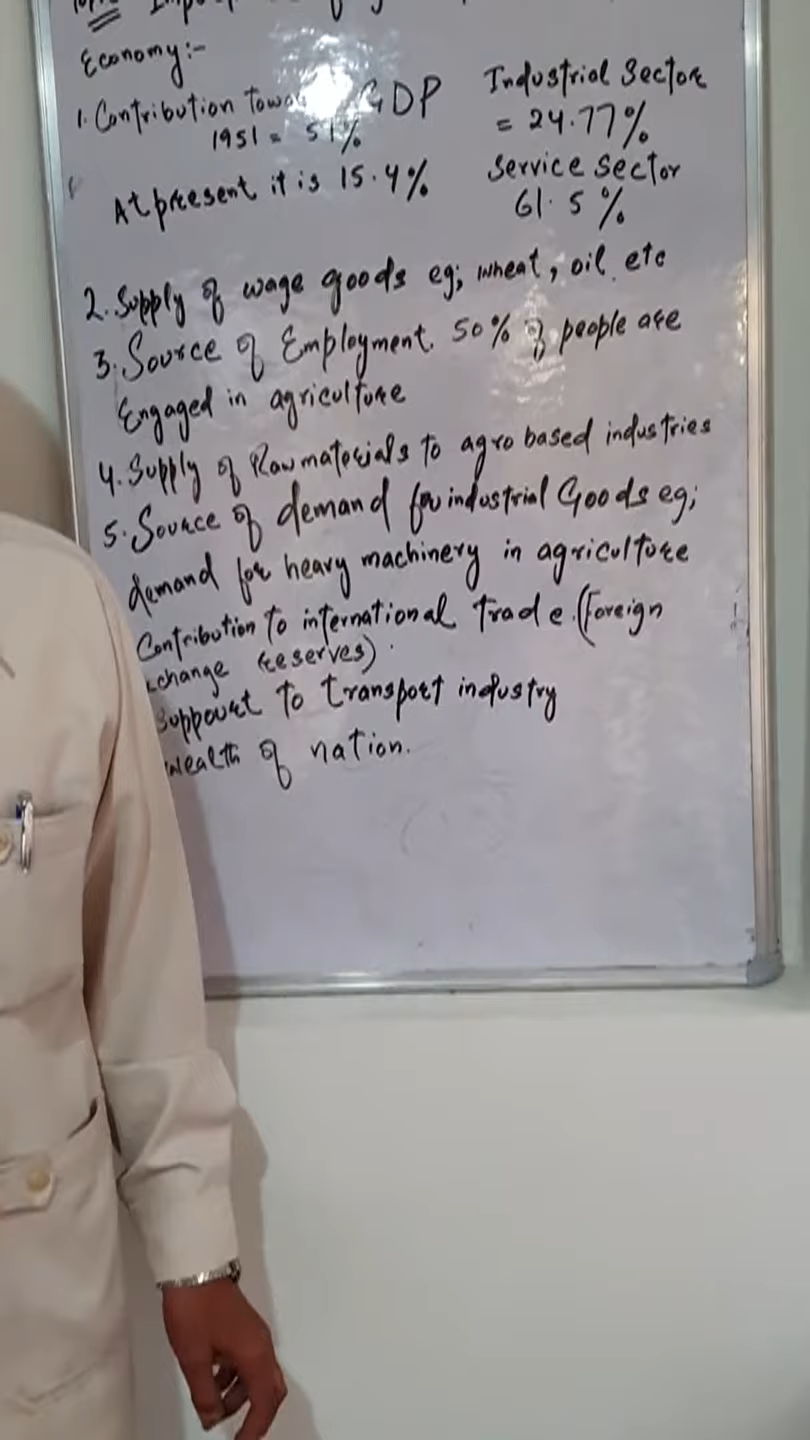 Economy:-
1. Contribution Towa GDP
1951 = 51%
At present it is 15.4%
Industrial Sector
= 24.77%
Service Sector
61.5%
2. Supply of wage goods eg; wheat, oil etc
3. Source of Employment. 50% of people are
Engaged in agriculture
4. Supply of Raw materials to agro based industries
5. Source of demand for industrial Goods eg;
demand for heavy machinery in agriculture
Contribution to international trade. (Foreign
xchange reserves).
Support to transport industry
Wealth of nation.